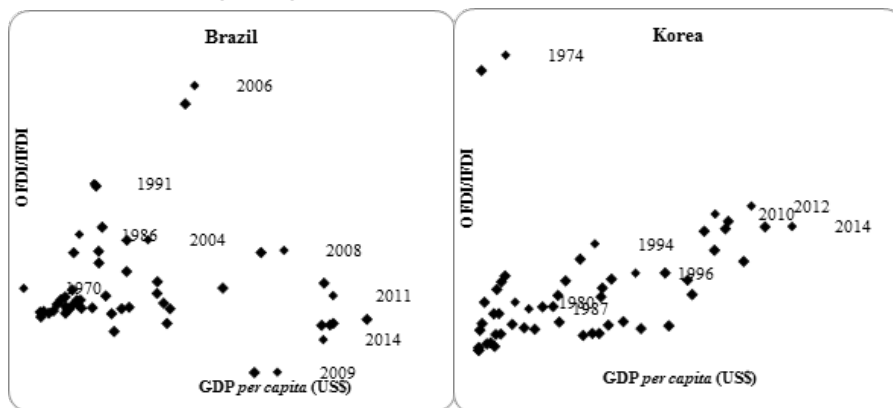 Brazil
OFDI/IFDI
2006
1991
1986
2004
2008
1970
2011
2014
2009
GDP per capita (US$)
Korea
OFDI/IFDI
1974
2012
2010
2014
1994
1996
1980
1987
GDP per capita (US$)